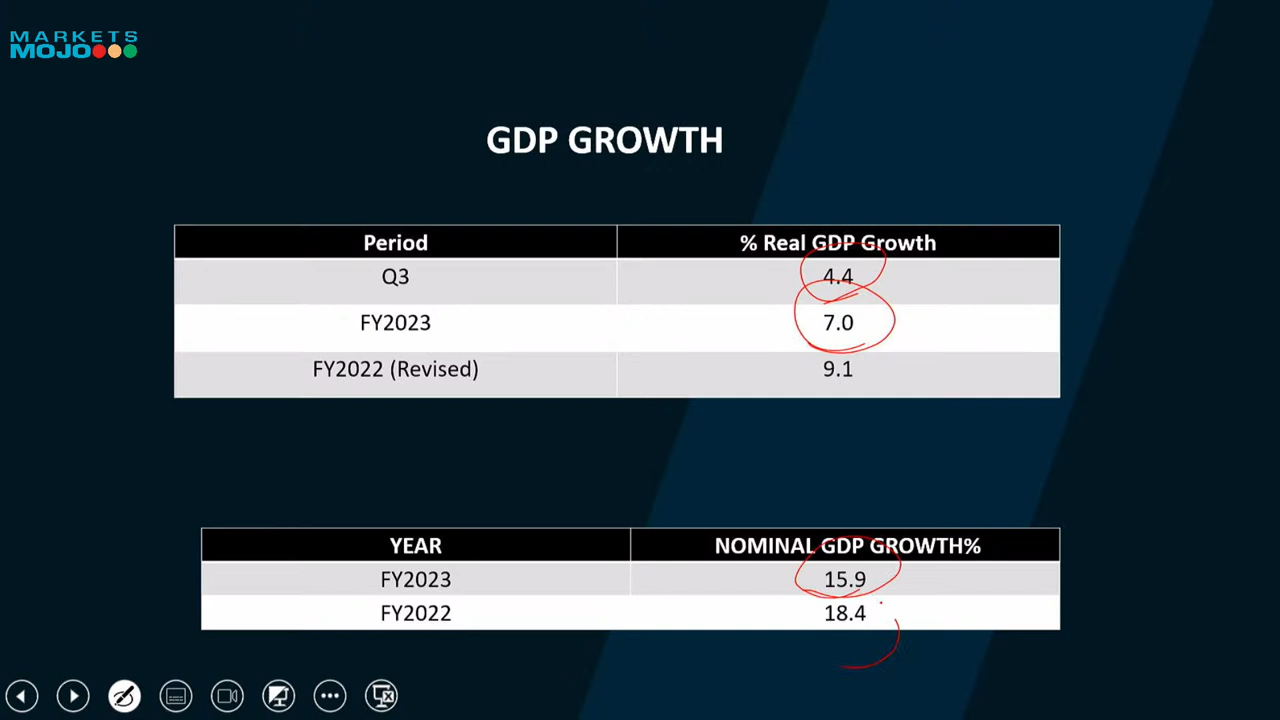 MARKETS
MOJO
GDP GROWTH
Period % Real GDP Growth
Q3 4.4
FY2023 7.0
FY2022 (Revised) 9.1
YEAR NOMINAL GDP GROWTH%
FY2023 15.9
FY2022 18.4